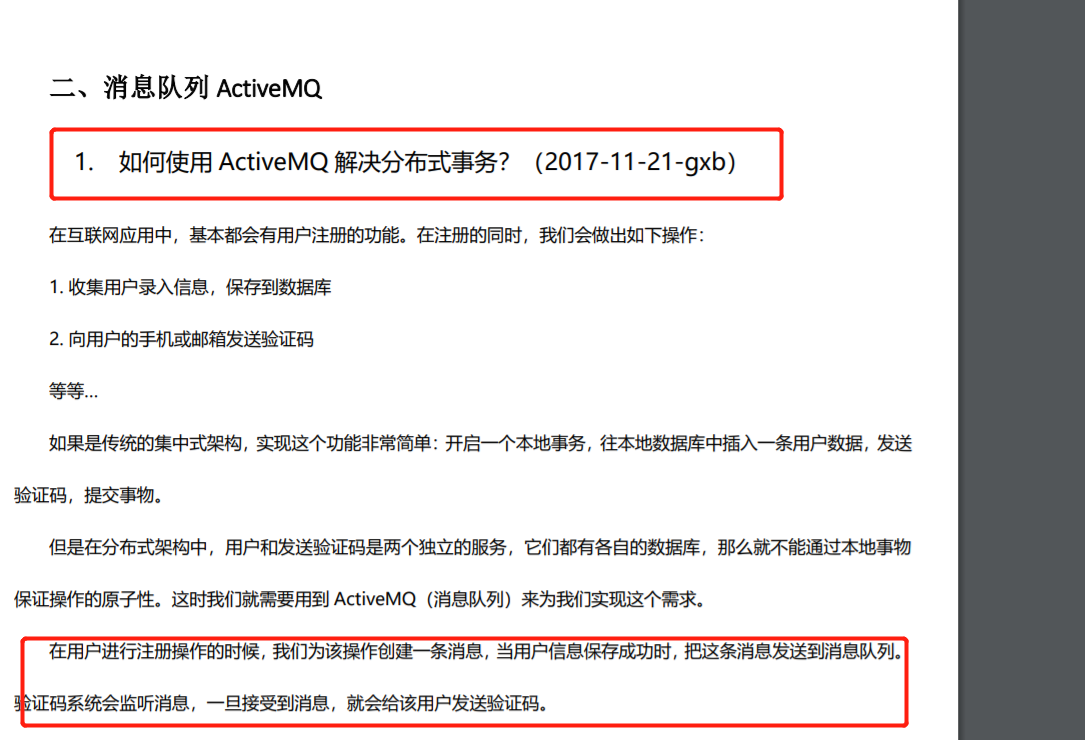 二、消息队列 ActiveMQ
1. 如何使用 ActiveMQ 解决分布式事务？（2017-11-21-gxb）
在互联网应用中，基本都会有用户注册的功能。在注册的同时，我们会做出如下操作：
1. 收集用户录入信息，保存到数据库
2. 向用户的手机或邮箱发送验证码
等等…
如果是传统的集中式架构，实现这个功能非常简单：开启一个本地事务，往本地数据库中插入一条用户数据，发送
验证码，提交事物。
但是在分布式架构中，用户和发送验证码是两个独立的服务，它们都有各自的数据库，那么就不能通过本地事物
保证操作的原子性。这时我们就需要用到 ActiveMQ（消息队列）来为我们实现这个需求。
在用户进行注册操作的时候，我们为该操作创建一条消息，当用户信息保存成功时，把这条消息发送到消息队列。
验证码系统会监听消息，一旦接受到消息，就会给该用户发送验证码。